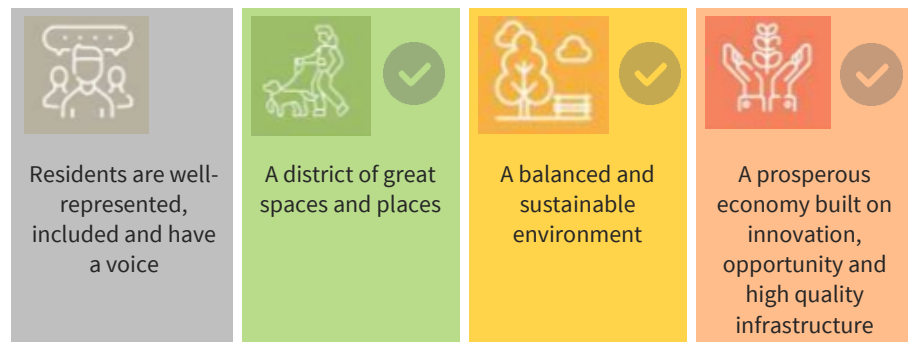 Residents are well-
represented,
included and have
a voice
A district of great
spaces and places
A balanced and
sustainable
environment
A prosperous
economy built on
innovation,
opportunity and
high quality
infrastructure